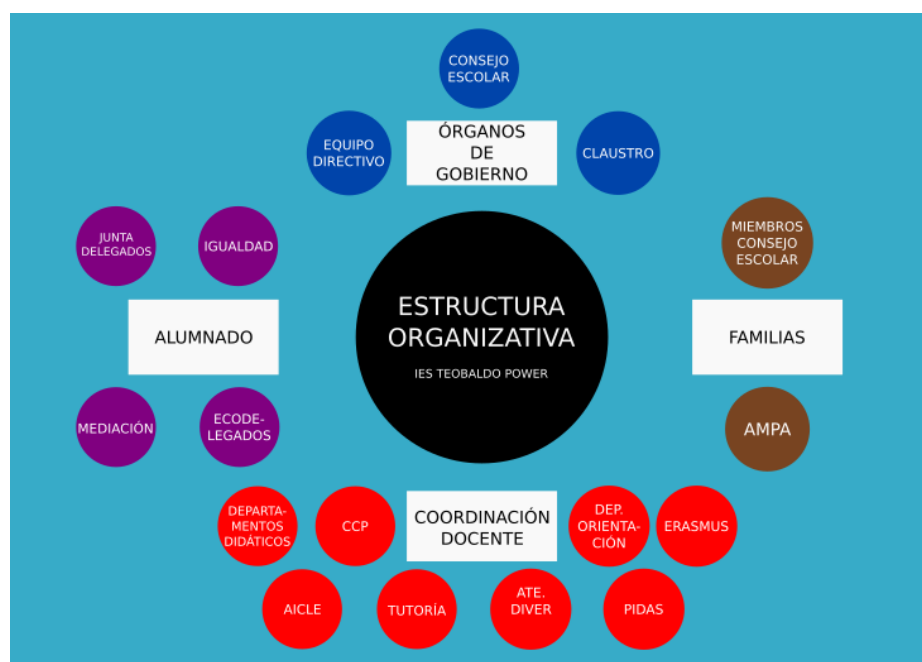 CONSEJO
ESCOLAR
EQUIPO
DIRECTIVO
ÓRGANOS
DE
GOBIERNO
CLAUSTRO
JUNTA
DELEGADOS
IGUALDAD
MIEMBROS
CONSEJO
ESCOLAR
ALUMNADO
ESTRUCTURA
ORGANIZATIVA
IES TEOBALDO POWER
FAMILIAS
MEDIACIÓN
ECODE-
LEGADOS
AMPA
DEPARTA-
MENTOS
DIDÁTICOS
CCP
COORDINACIÓN
DOCENTE
DEP.
ORIENTA-
CIÓN
ERASMUS
AICLE
TUTORÍA
ATE.
DIVER
PIDAS